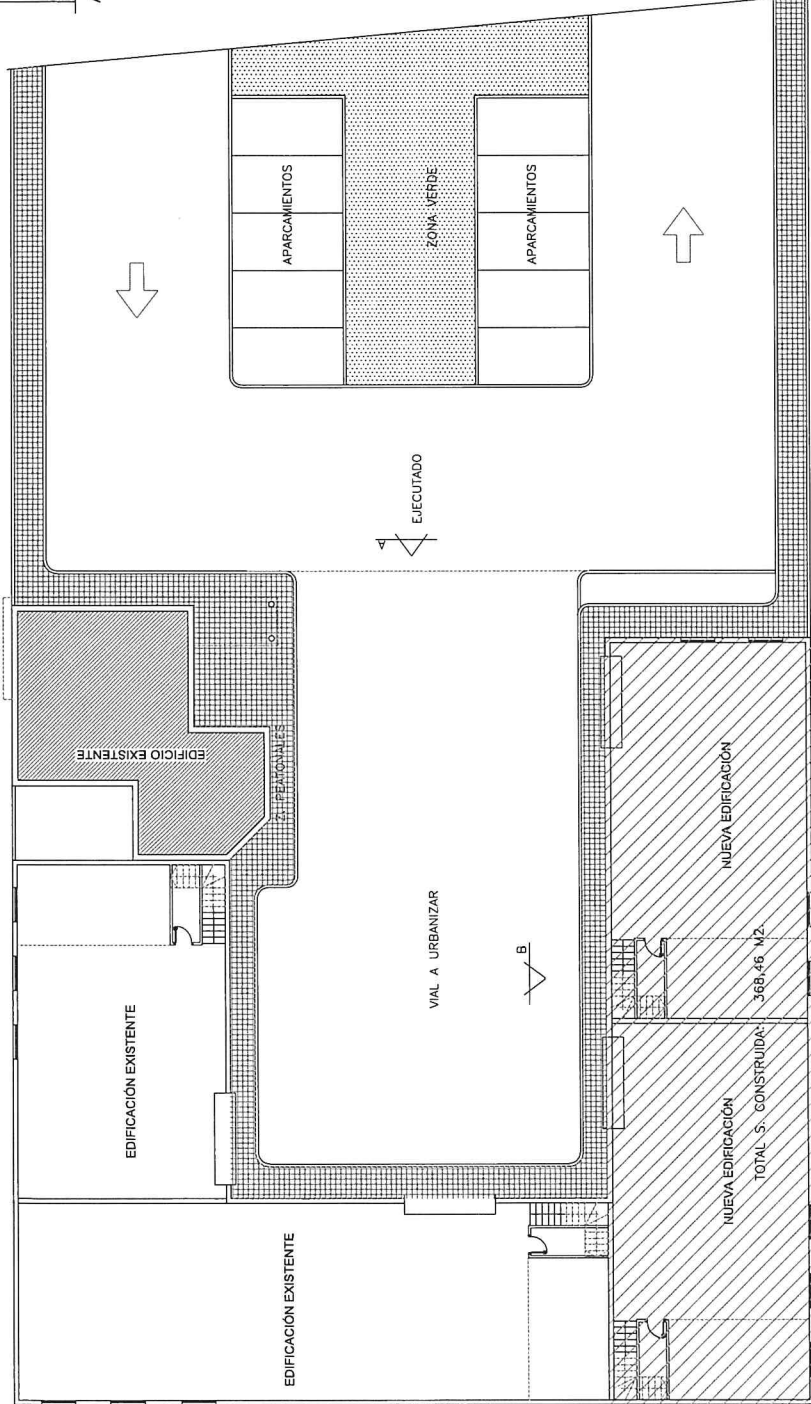 APARCAMIENTOS
ZONA VERDE
APARCAMIENTOS
A
EJECUTADO
EDIFICIO EXISTENTE
Z. PEATONALES
VIAL A URBANIZAR
B
EDIFICACIÓN EXISTENTE
NUEVA EDIFICACIÓN
EDIFICACIÓN EXISTENTE
NUEVA EDIFICACIÓN
TOTAL S. CONSTRUIDA: 368,46 M2.